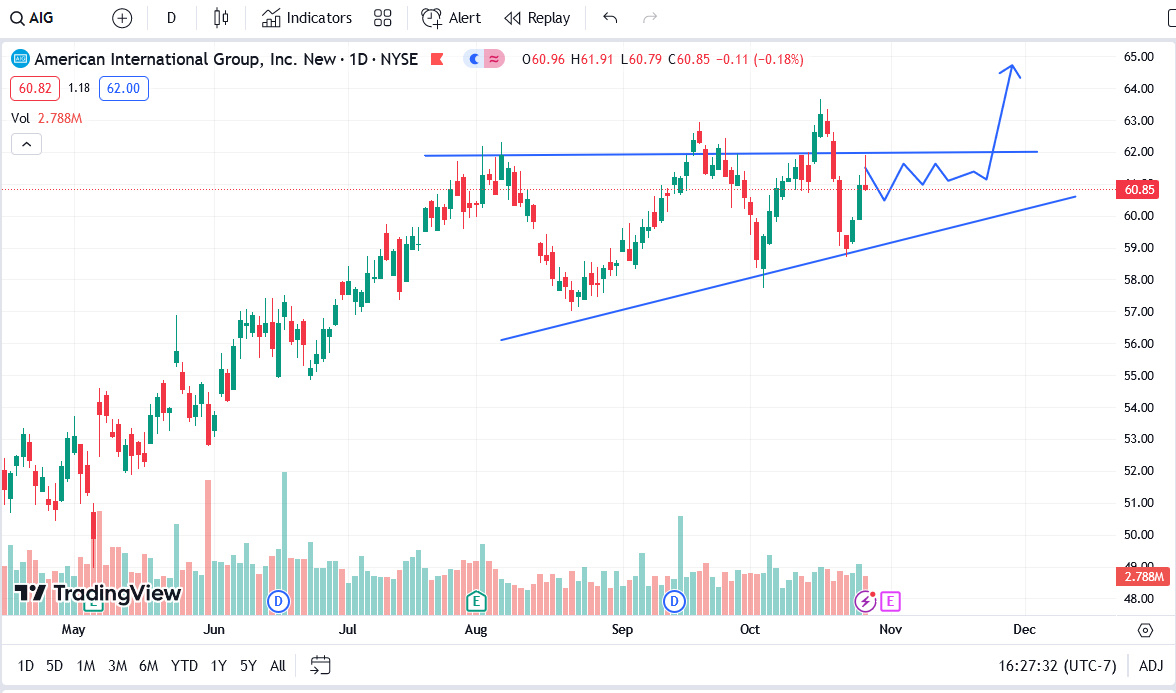 AIG D Indicators Alert Replay
American International Group, Inc. New · 1D · NYSE O60.96 H61.91 L60.79 C60.85 −0.11 (−0.18%)
60.82 1.18 62.00
Vol 2.788M
65.00
64.00
63.00
62.00
60.85
60.00
59.00
58.00
57.00
56.00
55.00
54.00
53.00
52.00
51.00
50.00
49.00
2.788M
48.00
TradingView
E D E D E
May Jun Jul Aug Sep Oct Nov Dec
1D 5D 1M 3M 6M YTD 1Y 5Y All 16:27:32 (UTC-7) ADJ